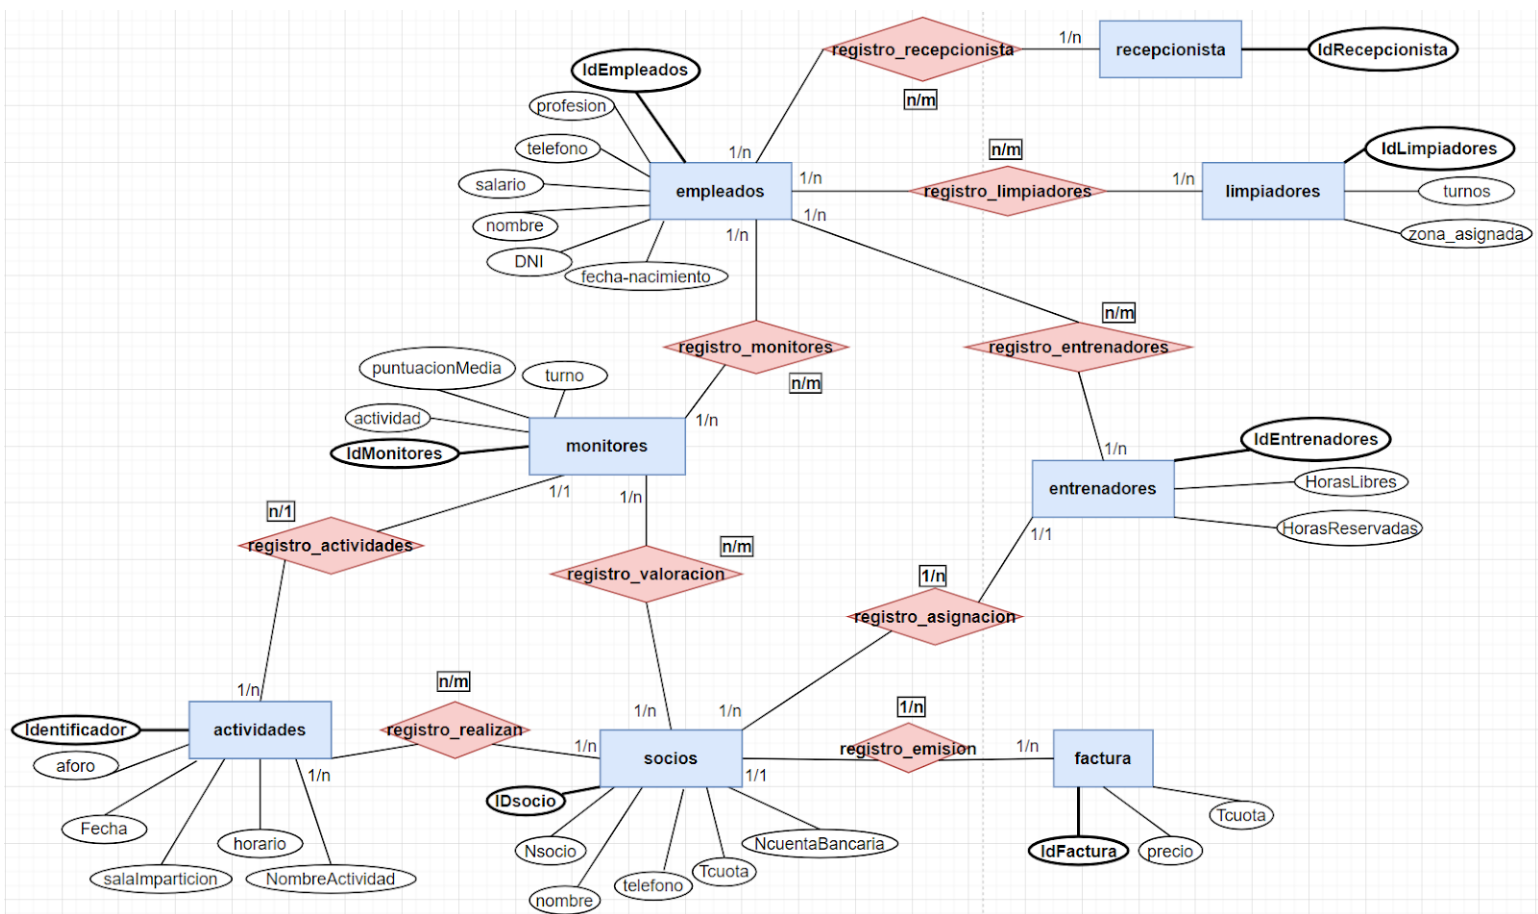 registro_recepcionista
1/n
recepcionista
IdRecepcionista
n/m
IdEmpleados
profesion
telefono
salario
nombre
DNI
fecha-nacimiento
1/n
empleados
1/n
1/n
1/n
n/m
registro_limpiadores
1/n
limpiadores
IdLimpiadores
turnos
zona_asignada
registro_monitores
n/m
n/m
registro_entrenadores
puntuacionMedia
turno
actividad
IdMonitores
monitores
1/n
1/1
1/n
1/n
entrenadores
IdEntrenadores
HorasLibres
HorasReservadas
1/1
n/1
registro_actividades
n/m
registro_valoracion
1/n
registro_asignacion
1/n
actividades
Identificador
aforo
Fecha
salaImparticion
horario
NombreActividad
1/n
n/m
registro_realizan
1/n
1/n
1/n
socios
1/1
IDsocio
Nsocio
nombre
telefono
Tcuota
NcuentaBancaria
1/n
registro_emision
1/n
factura
IdFactura
precio
Tcuota